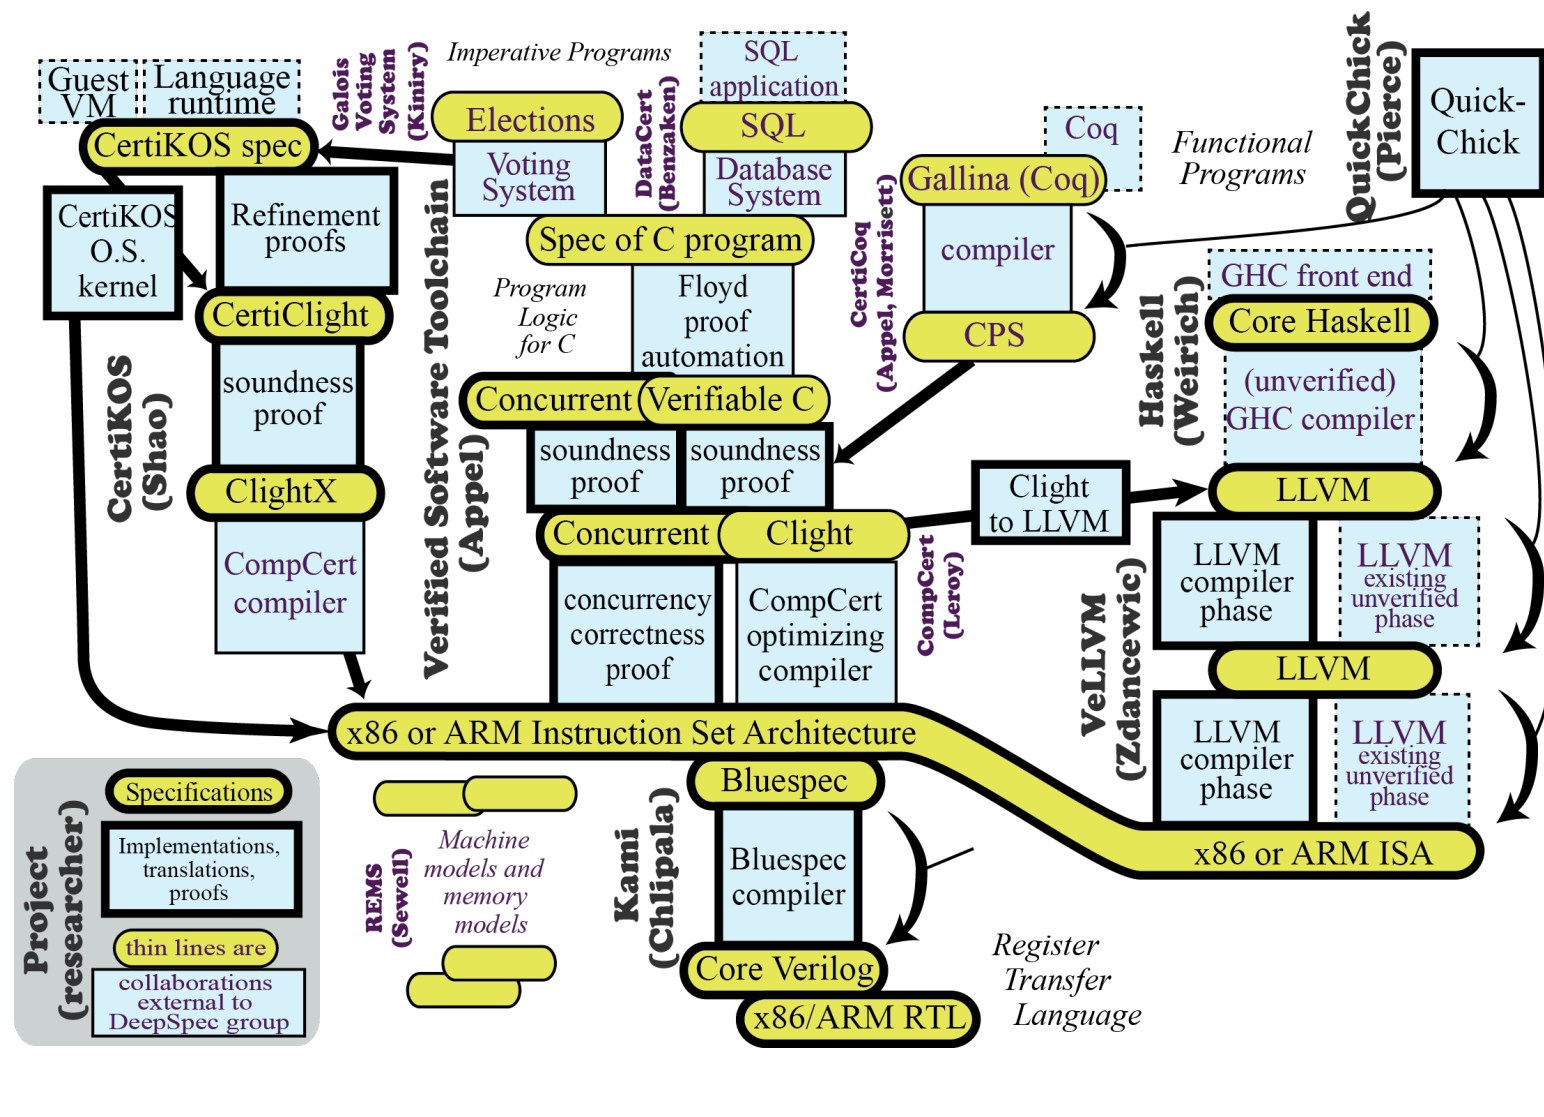 Guest
VM
Language
runtime
CertiKOS spec
CertiKOS
O.S.
kernel
Refinement
proofs
CertiClight
soundness
proof
ClightX
CompCert
compiler
CertiKOS
(Shao)
Galois
Voting
System
(Kiniry)
Imperative Programs
Elections
Voting
System
DataCert
(Benzaken)
SQL
application
SQL
Database
System
Spec of C program
Program
Logic
for C
Floyd
proof
automation
Concurrent
Verifiable C
soundness
proof
soundness
proof
Concurrent
Clight
concurrency
correctness
proof
CompCert
optimizing
compiler
Verified Software Toolchain
(Appel)
CompCert
(Leroy)
CertiCoq
(Appel, Morrisett)
Coq
Gallina (Coq)
compiler
CPS
Functional
Programs
QuickChick
(Pierce)
Quick-
Chick
Haskell
(Weirich)
GHC front end
Core Haskell
(unverified)
GHC compiler
Clight
to LLVM
LLVM
LLVM
compiler
phase
LLVM
existing
unverified
phase
LLVM
LLVM
compiler
phase
LLVM
existing
unverified
phase
VeLLVM
(Zdancewic)
x86 or ARM Instruction Set Architecture
x86 or ARM ISA
Bluespec
Bluespec
compiler
Core Verilog
x86/ARM RTL
Kami
(Chlipala)
REMS
(Sewell)
Machine
models and
memory
models
Register
Transfer
Language
Project
(researcher)
Specifications
Implementations,
translations,
proofs
thin lines are
collaborations
external to
DeepSpec group